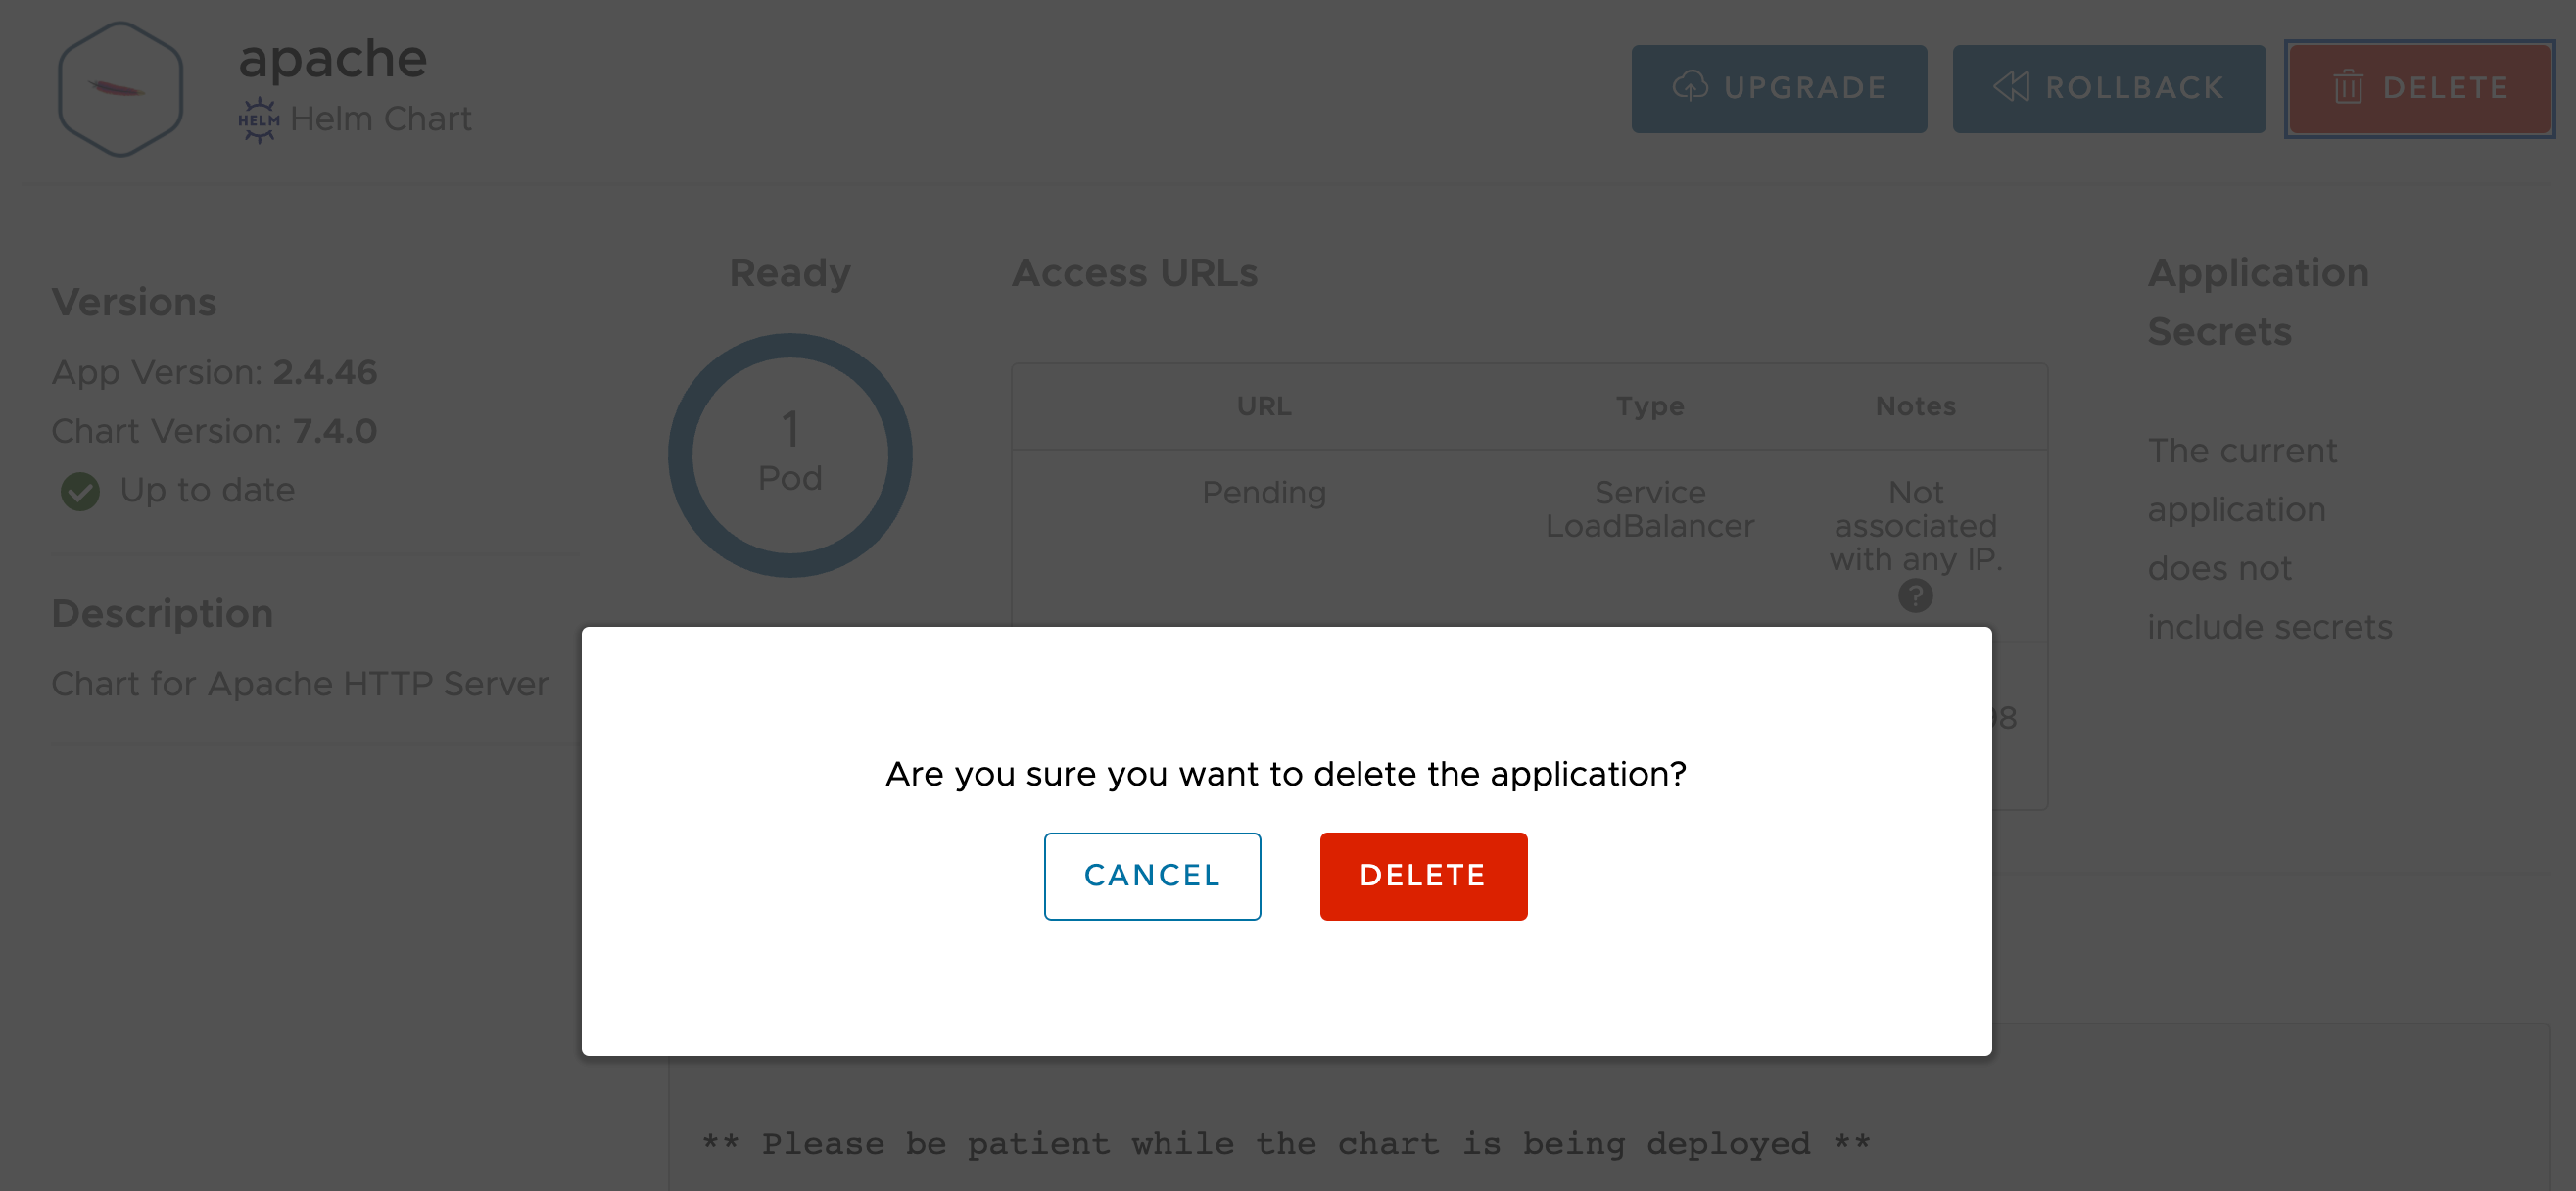 apache
HELM
Helm Chart
UPGRADE
ROLLBACK
DELETE
Versions
App Version: 2.4.46
Chart Version: 7.4.0
Up to date
Description
Chart for Apache HTTP Server
Ready
1
Pod
Access URLs
URL Type Notes
Pending
Service
LoadBalancer
Not
associated
with any IP.
?
Application
Secrets
The current
application
does not
include secrets
Are you sure you want to delete the application?
CANCEL
DELETE
** Please be patient while the chart is being deployed **